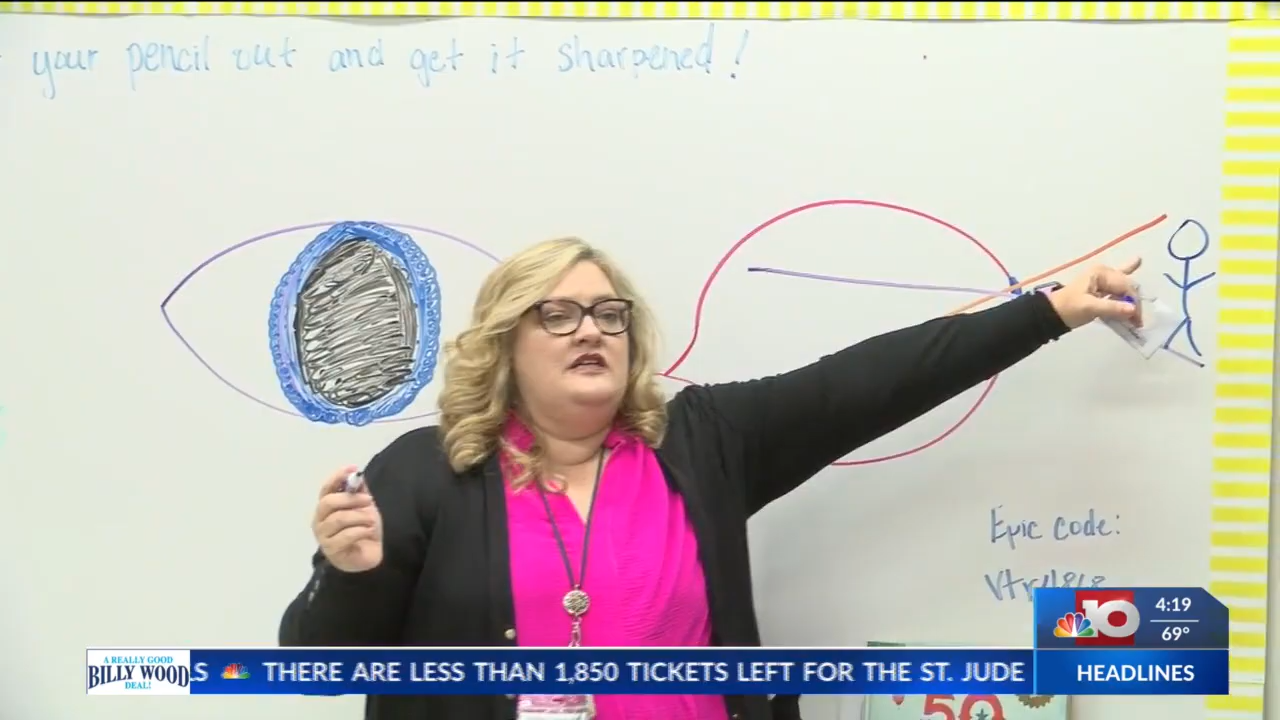 your pencil out and get it sharpened!
Epic code:
10
4:19
69°
HEADLINES
A REALLY GOOD
BILLY WOOD
DEAL!
S THERE ARE LESS THAN 1,850 TICKETS LEFT FOR THE ST. JUDE
50